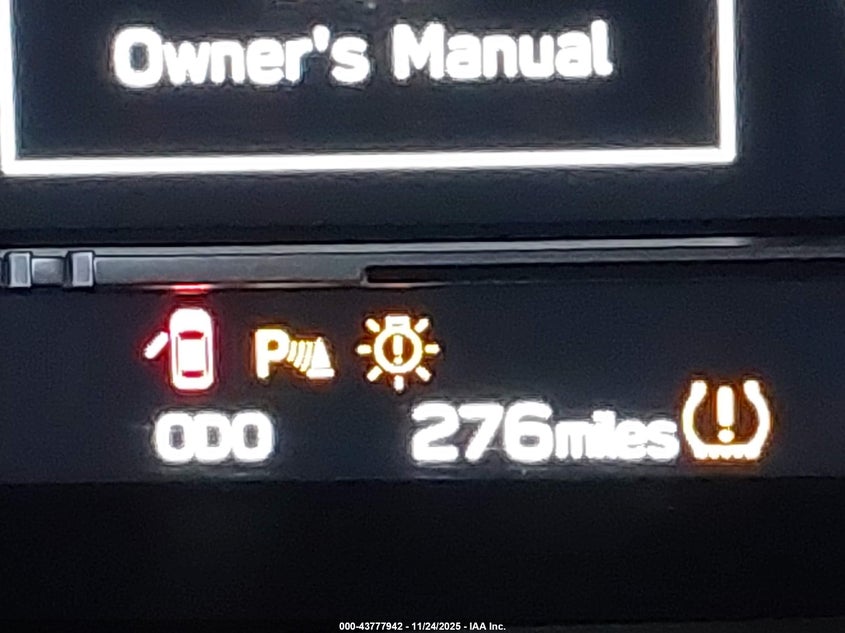 Owner's Manual
P
ODO 276miles
000-43777942 - 11/24/2025 - IAA Inc.